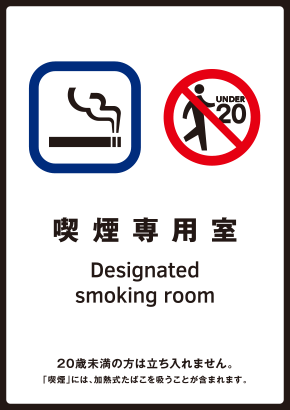 UNDER
20
喫煙専用室
Designated
smoking room
20歳未満の方は立ち入れません。
「喫煙」には、加熱式たばこを吸うことが含まれます。